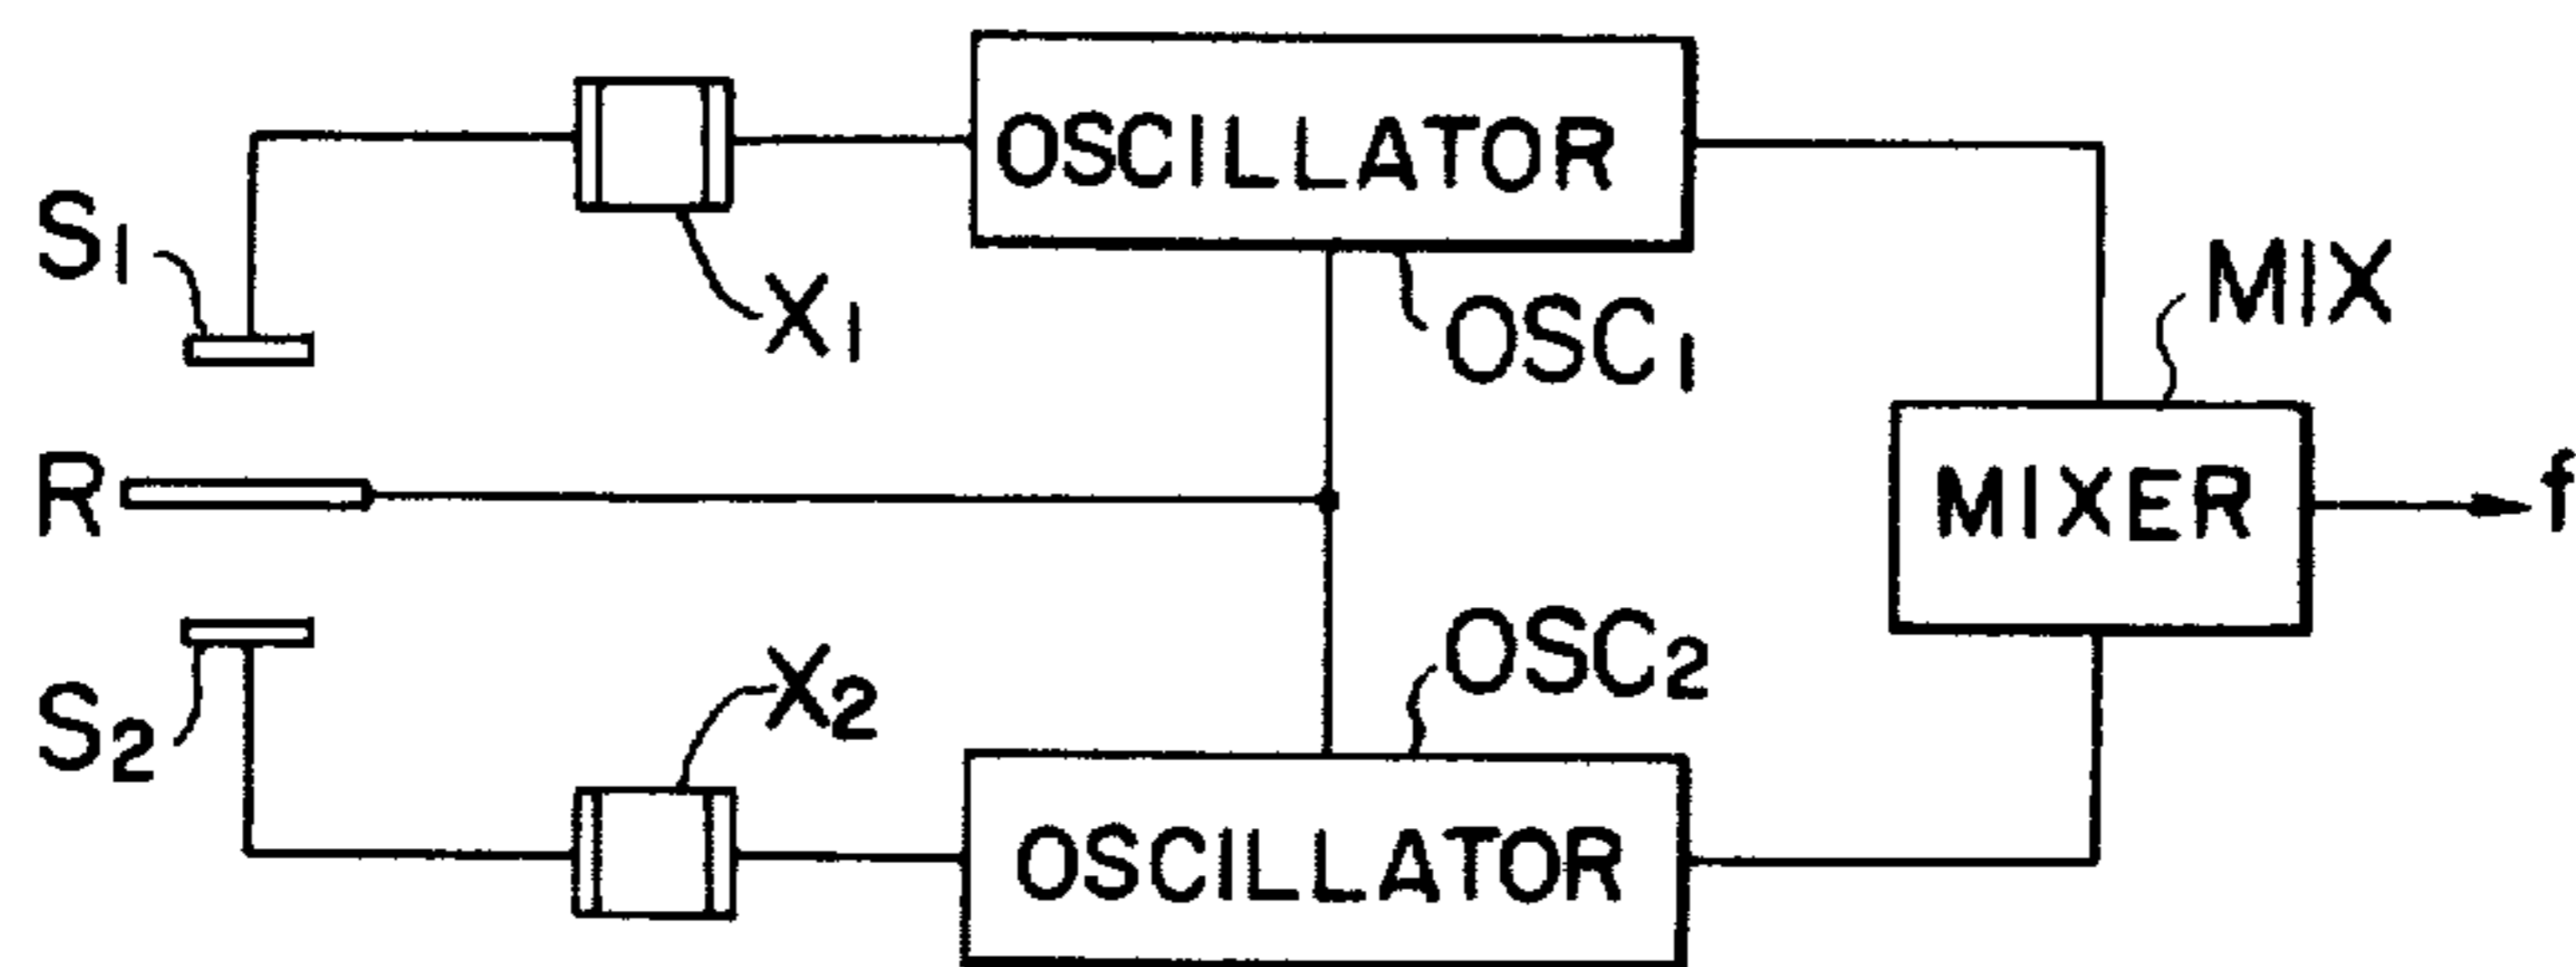 OSCILLATOR
S1
X1
OSC1
MIX
R
MIXER
f
OSC2
X2
S2
OSCILLATOR